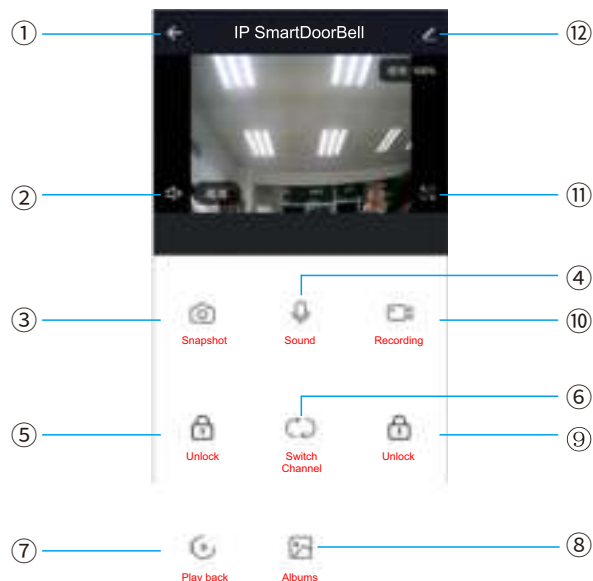 ① IP SmartDoorBell ⑫
② ⑪
④
③ Snapshot Sound Recording ⑩
⑥
⑤ Unlock Switch Unlock ⑨
Channel
⑦ ⑧
Play back Albums